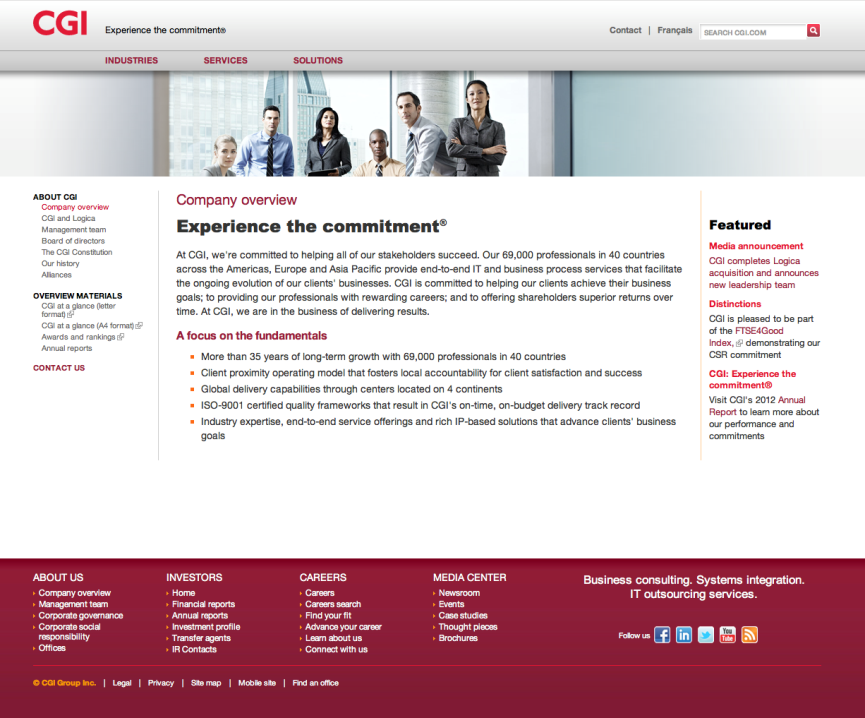 CGI
Experience the commitment®
Contact | Français
SEARCH CGI.COM
INDUSTRIES
SERVICES
SOLUTIONS
ABOUT CGI
Company overview
CGI and Logica
Management team
Board of directors
The CGI Constitution
Our history
Alliances
OVERVIEW MATERIALS
CGI at a glance (letter
format)
CGI at a glance (A4 format)
Awards and rankings
Annual reports
CONTACT US
Company overview
Experience the commitment®
At CGI, we're committed to helping all of our stakeholders succeed. Our 69,000 professionals in 40 countries
across the Americas, Europe and Asia Pacific provide end-to-end IT and business process services that facilitate
the ongoing evolution of our clients' businesses. CGI is committed to helping our clients achieve their business
goals; to providing our professionals with rewarding careers; and to offering shareholders superior returns over
time. At CGI, we are in the business of delivering results.
A focus on the fundamentals
More than 35 years of long-term growth with 69,000 professionals in 40 countries
Client proximity operating model that fosters local accountability for client satisfaction and success
Global delivery capabilities through centers located on 4 continents
ISO-9001 certified quality frameworks that result in CGI's on-time, on-budget delivery track record
Industry expertise, end-to-end service offerings and rich IP-based solutions that advance clients' business
goals
Featured
Media announcement
CGI completes Logica
acquisition and announces
new leadership team
Distinctions
CGI is pleased to be part
of the FTSE4Good
Index, demonstrating our
CSR commitment
CGI: Experience the
commitment®
Visit CGI's 2012 Annual
Report to learn more about
our performance and
commitments
ABOUT US
Company overview
Management team
Corporate governance
Corporate social
responsibility
Offices
INVESTORS
Home
Financial reports
Annual reports
Investment profile
Transfer agents
IR Contacts
CAREERS
Careers
Careers search
Find your fit
Advance your career
Learn about us
Connect with us
MEDIA CENTER
Newsroom
Events
Case studies
Thought pieces
Brochures
Business consulting. Systems integration.
IT outsourcing services.
Follow us
You Tube
© CGI Group Inc. | Legal | Privacy | Site map | Mobile site | Find an office